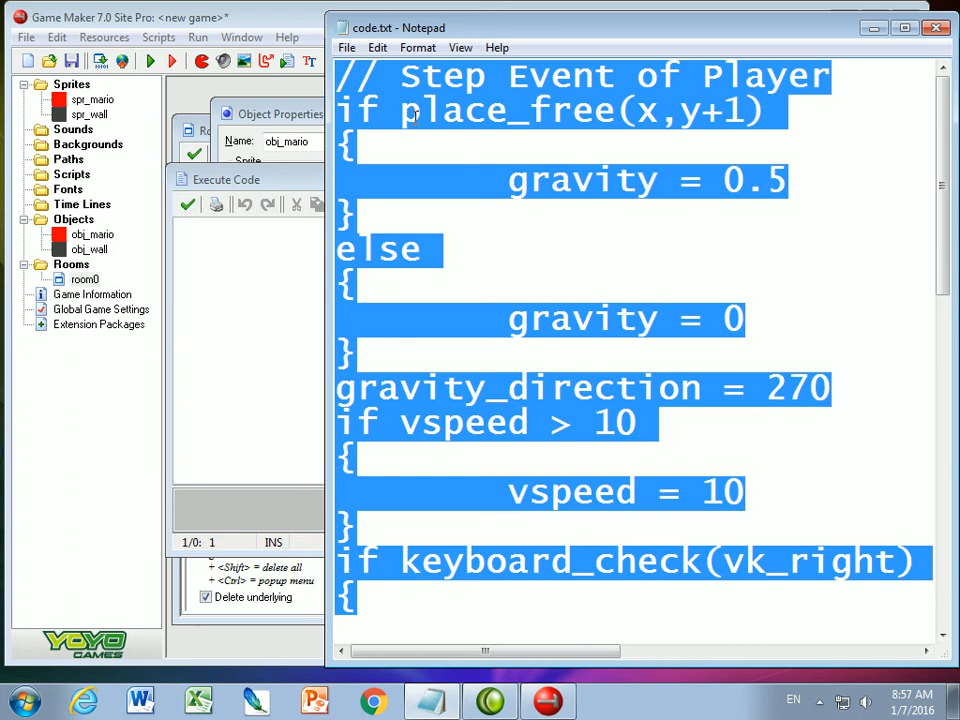 Game Maker 7.0 Site Pro: <new game>*
File Edit Resources Scripts Run Window Help
Sprites
spr_mario
spr_wall
Sounds
Backgrounds
Paths
Scripts
Fonts
Time Lines
Objects
obj_mario
obj_wall
Rooms
room0
Game Information
Global Game Settings
Extension Packages
YOYO
GAMES
Object Properties
Name: obj_mario
Sprite
Execute Code
1/0: 1 INS
+ <Shift> = delete all
+ <Ctrl> = popup menu
Delete underlying
code.txt - Notepad
File Edit Format View Help
// Step Event of Player
if place_free(x,y+1)
{
gravity = 0.5
}
else
{
gravity = 0
}
gravity_direction = 270
if vspeed > 10
{
vspeed = 10
}
if keyboard_check(vk_right)
{
EN
8:57 AM
1/7/2016